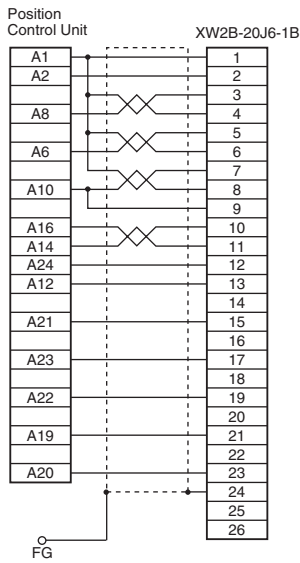 Position
Control Unit
XW2B-20J6-1B
A1 1
A2 2
3
A8 4
5
A6 6
7
A10 8
9
A16 10
A14 11
A24 12
A12 13
14
A21 15
16
A23 17
18
A22 19
20
A19 21
22
A20 23
24
25
26
FG